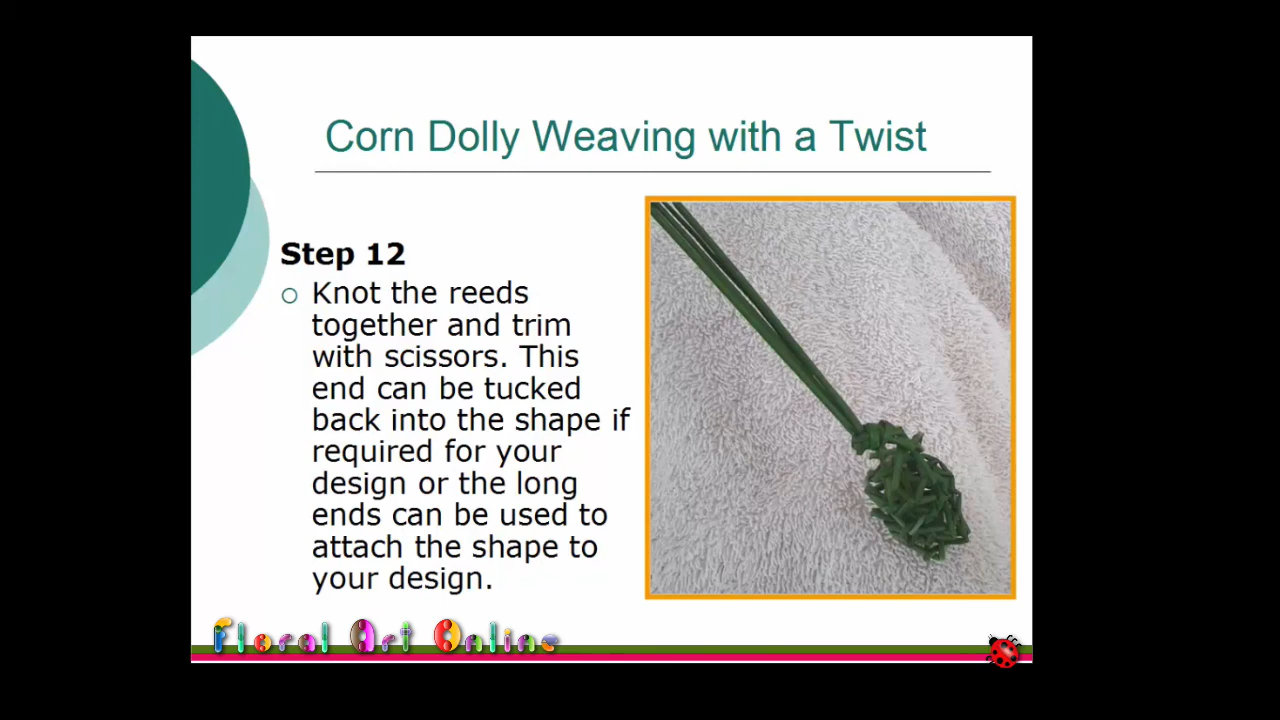 Corn Dolly Weaving with a Twist
Step 12
Knot the reeds
together and trim
with scissors. This
end can be tucked
back into the shape if
required for your
design or the long
ends can be used to
attach the shape to
your design.
Floral Art Online